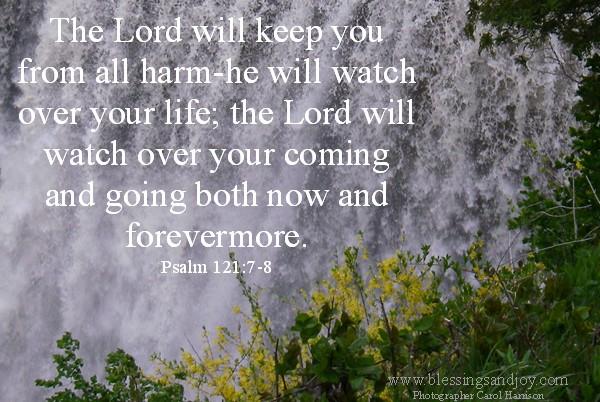 The Lord will keep you
from all harm-he will watch
over your life; the Lord will
watch over your coming
and going both now and
forevermore.
Psalm 121:7-8
www.blessingsandjoy.com
Photographer Carol Harrison